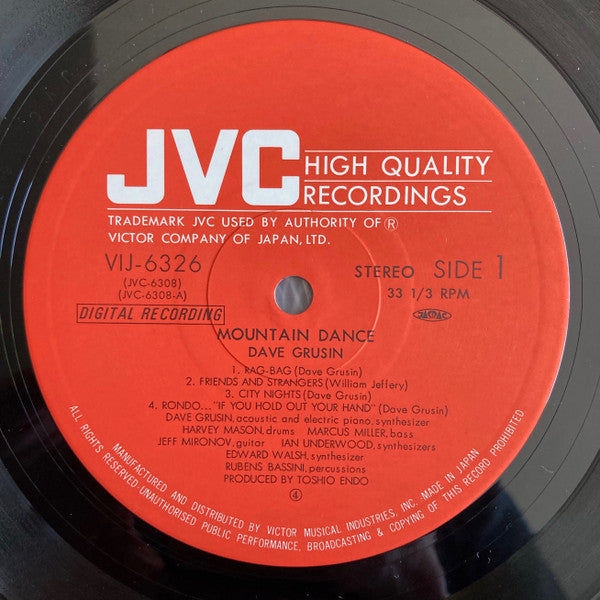 JVC HIGH QUALITY RECORDINGS
TRADEMARK JVC USED BY AUTHORITY OF ®
VICTOR COMPANY OF JAPAN, LTD.
VIJ-6326
(JVC-6308)
(JVC-6308-A)
STEREO SIDE 1
33 1/3 RPM
DIGITAL RECORDING
JASRAC
MOUNTAIN DANCE
DAVE GRUSIN
1. RAG-BAG (Dave Grusin)
2. FRIENDS AND STRANGERS (William Jeffery)
3. CITY NIGHTS (Dave Grusin)
4. RONDO... "IF YOU HOLD OUT YOUR HAND" (Dave Grusin)
DAVE GRUSIN, acoustic and electric piano, synthesizer
HARVEY MASON, drums MARCUS MILLER, bass
JEFF MIRONOV, guitar IAN UNDERWOOD, synthesizers
EDWARD WALSH, synthesizer
RUBENS BASSINI, percussions
PRODUCED BY TOSHIO ENDO
④
MANUFACTURED AND DISTRIBUTED BY VICTOR MUSICAL INDUSTRIES, INC.-MADE IN JAPAN
ALL RIGHTS RESERVED·UNAUTHORISED PUBLIC PERFORMANCE, BROADCASTING & COPYING OF THIS RECORD PROHIBITED